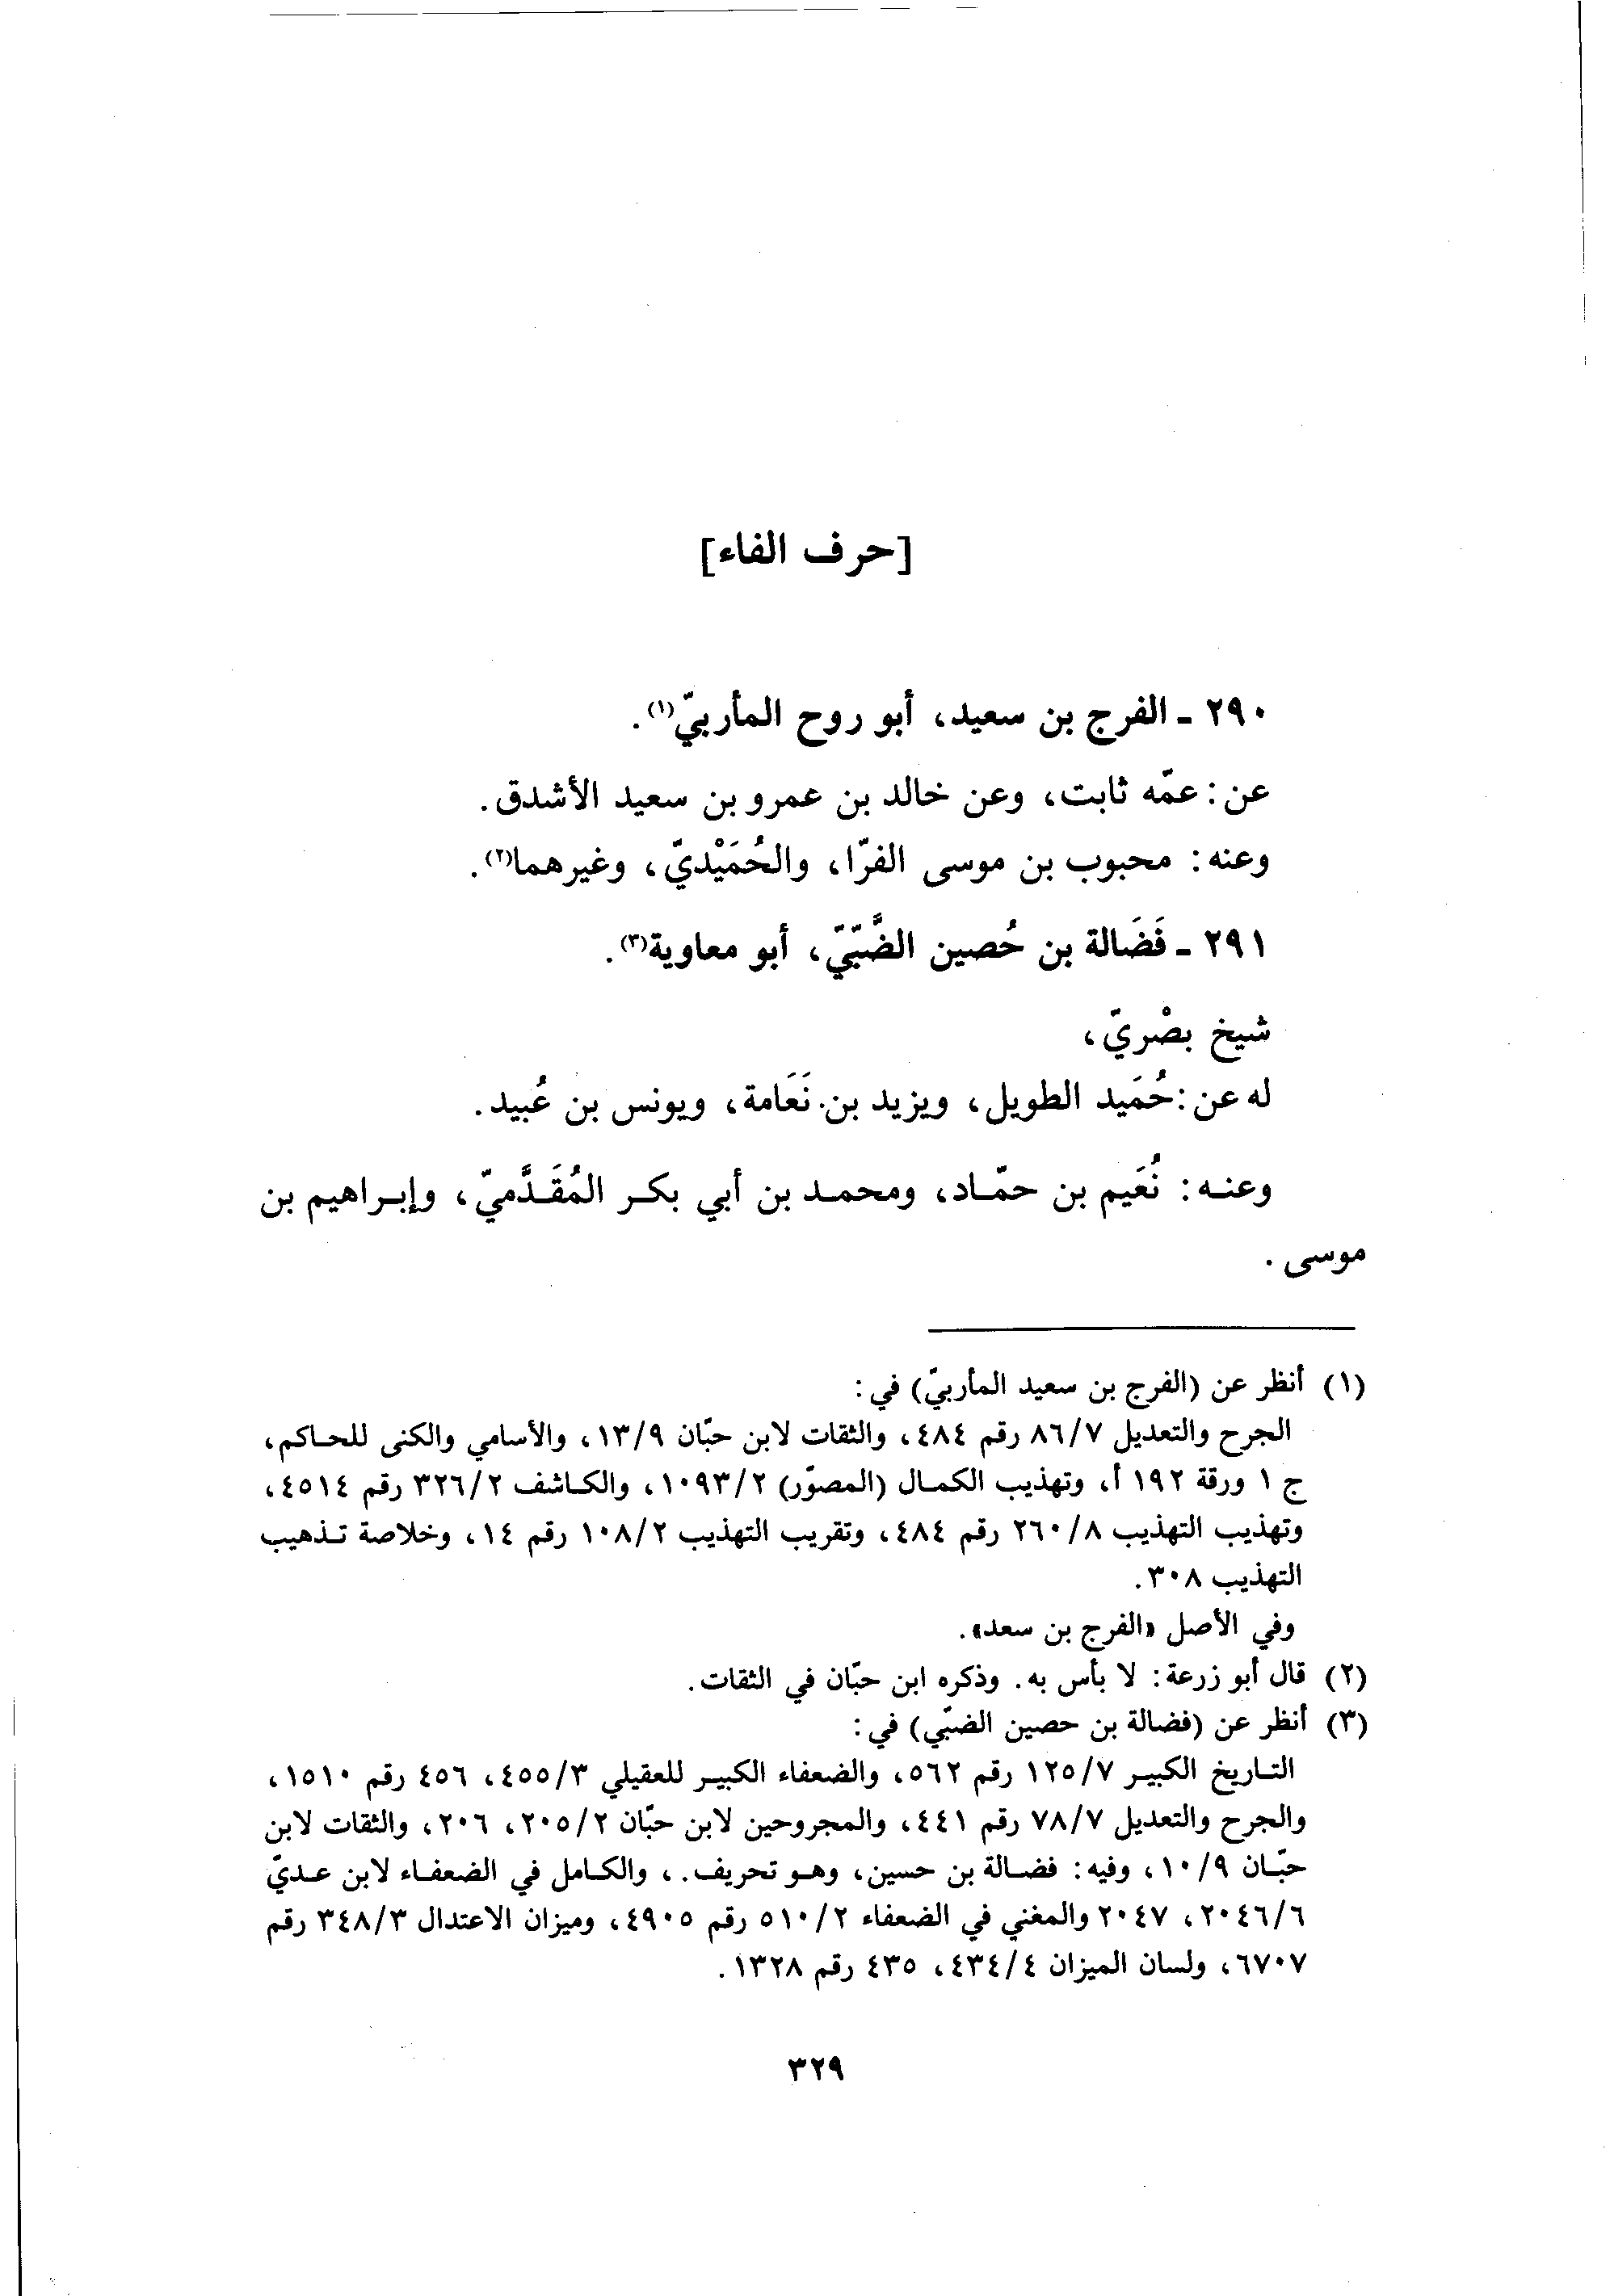 [حرف الفاء]
٢٩٠ ـ الفرج بن سعيد، أبو روح المأربيّ(١).
عن: عمّه ثابت، وعن خالد بن عمرو بن سعيد الأشدق.
وعنه: محبوب بن موسى الفرّا، والحُمَيْديّ، وغيرهما(٢).
٢٩١ ـ فَضَالة بن حُصين الضَّبّيّ، أبو معاوية(٣).
شيخ بصْريّ،
له عن: حُمَيد الطويل، ويزيد بن نَعَامة، ويونس بن عُبيد.
وعنه: نُعَيم بن حمّاد، ومحمد بن أبي بكر المُقَدَّميّ، وإبراهيم بن
موسى.
(١) أنظر عن (الفرج بن سعيد المأربيّ) في:
الجرح والتعديل ٨٦/٧ رقم ٤٨٤، والثقات لابن حبّان ١٣/٩، والأسامي والكنى للحاكم،
ج ١ ورقة ١٩٢ أ، وتهذيب الكمال (المصوّر) ١٠٩٣/٢، والكاشف ٣٢٦/٢ رقم ٤٥١٤،
وتهذيب التهذيب ٢٦٠/٨ رقم ٤٨٤، وتقريب التهذيب ١٠٨/٢ رقم ١٤، وخلاصة تذهيب
التهذيب ٣٠٨.
وفي الأصل «الفرج بن سعد».
(٢) قال أبو زرعة: لا بأس به. وذكره ابن حبّان في الثقات.
(٣) أنظر عن (فضالة بن حصين الضبّي) في:
التاريخ الكبير ١٢٥/٧ رقم ٥٦٢، والضعفاء الكبير للعقيلي ٤٥٥/٣، ٤٥٦ رقم ١٥١٠،
والجرح والتعديل ٧٨/٧ رقم ٤٤١، والمجروحين لابن حبّان ٢٠٥/٢، ٢٠٦، والثقات لابن
حبّان ١٠/٩، وفيه: فضالة بن حسين، وهو تحريف.، والكامل في الضعفاء لابن عديّ
٢٠٤٦/٦، ٢٠٤٧ والمغني في الضعفاء ٥١٠/٢ رقم ٤٩٠٥، وميزان الاعتدال ٣٤٨/٣ رقم
٦٧٠٧، ولسان الميزان ٤٣٤/٤، ٤٣٥ رقم ١٣٢٨.
٣٢٩